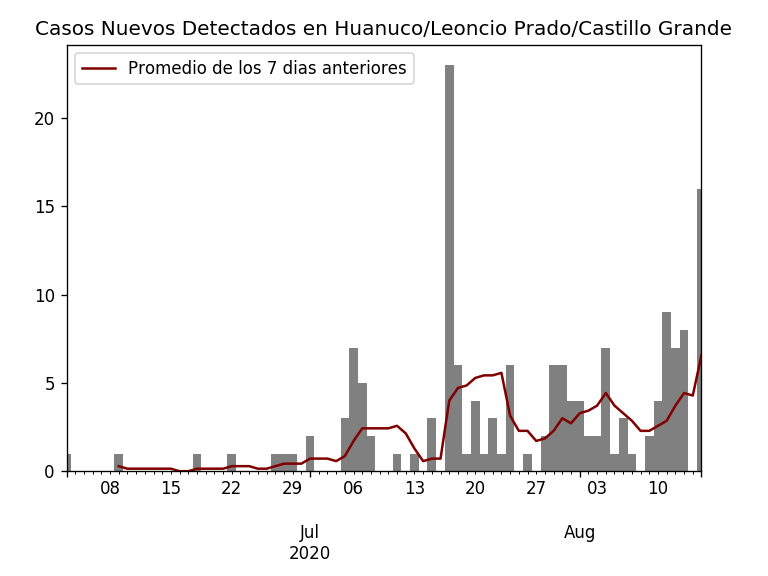 Casos Nuevos Detectados en Huanuco/Leoncio Prado/Castillo Grande
Promedio de los 7 dias anteriores
20
15
10
5
0
08 15 22 29 06 13 20 27 03 10
Jul Aug
2020